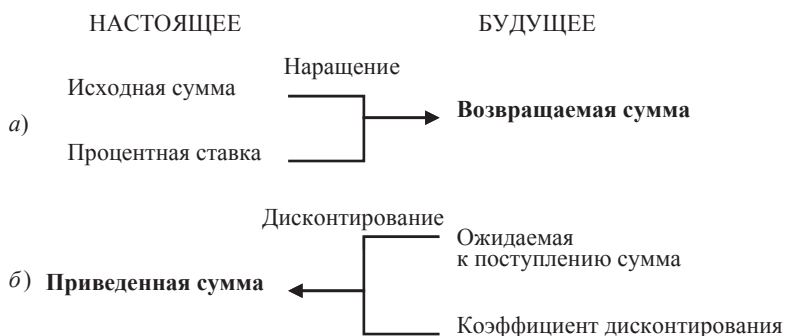 НАСТОЯЩЕЕ БУДУЩЕЕ
Наращение
Исходная сумма
а) Возвращаемая сумма
Процентная ставка
Дисконтирование
Ожидаемая
к поступлению сумма
б) Приведенная сумма
Коэффициент дисконтирования